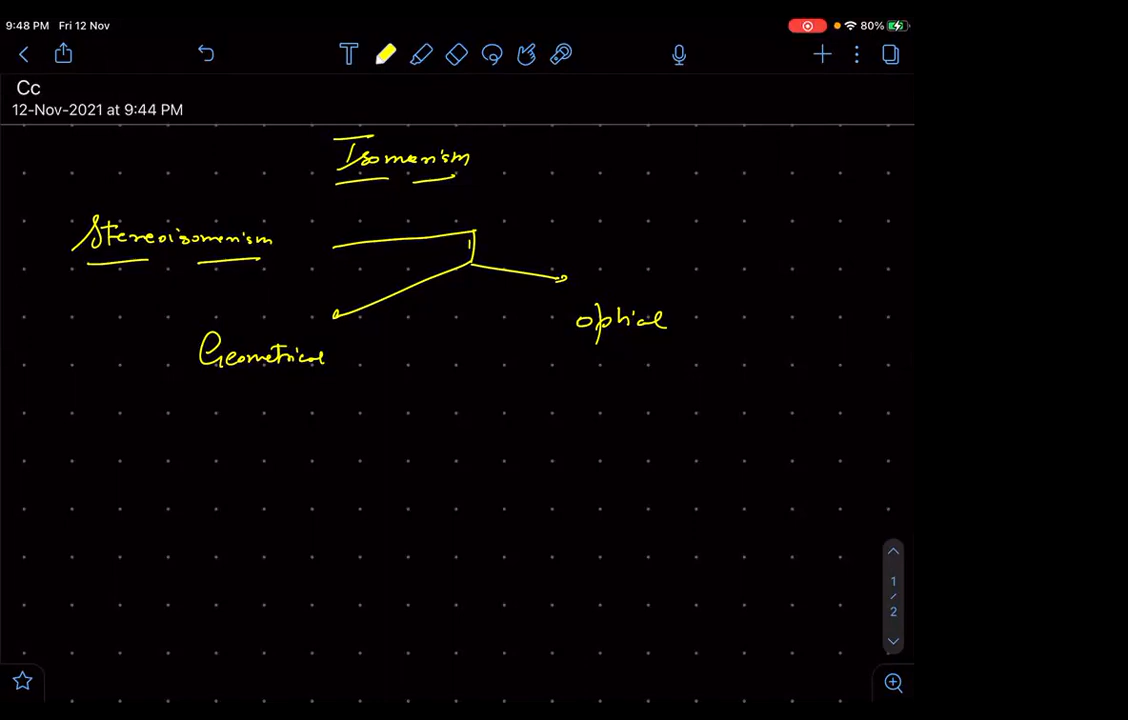 9:48 PM Fri 12 Nov
80%
Cc
12-Nov-2021 at 9:44 PM
Isomerism
Stereoisomerism
optical
Geometrical
1
/
2